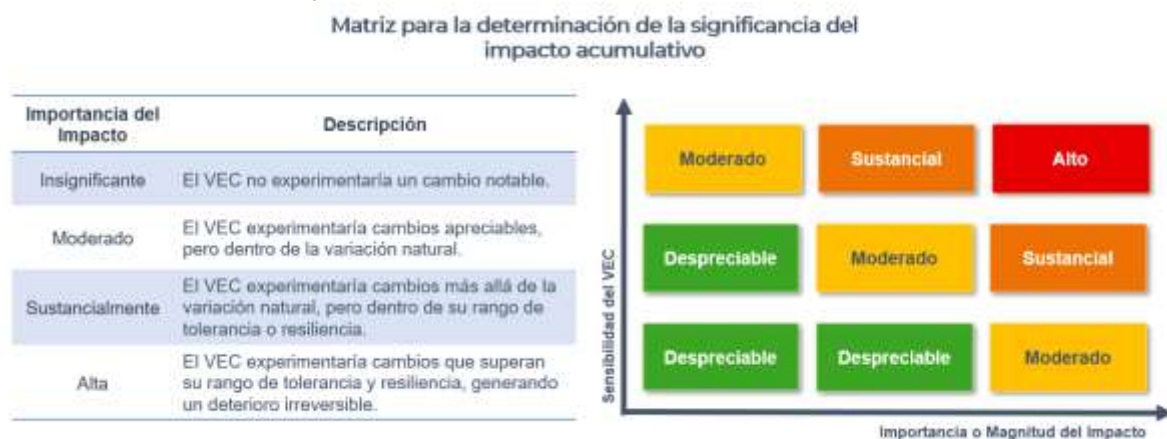 Matriz para la determinación de la significancia del
impacto acumulativo
Importancia del
Impacto
Descripción
Insignificante
El VEC no experimentaría un cambio notable.
Moderado
El VEC experimentaría cambios apreciables,
pero dentro de la variación natural.
Sustancialmente
El VEC experimentaría cambios más allá de la
variación natural, pero dentro de su rango de
tolerancia o resiliencia.
Alta
El VEC experimentaría cambios que superan
su rango de tolerancia y resiliencia, generando
un deterioro irreversible.
Sensibilidad del VEC
Moderado
Sustancial
Alto
Despreciable
Moderado
Sustancial
Despreciable
Despreciable
Moderado
Importancia o Magnitud del Impacto